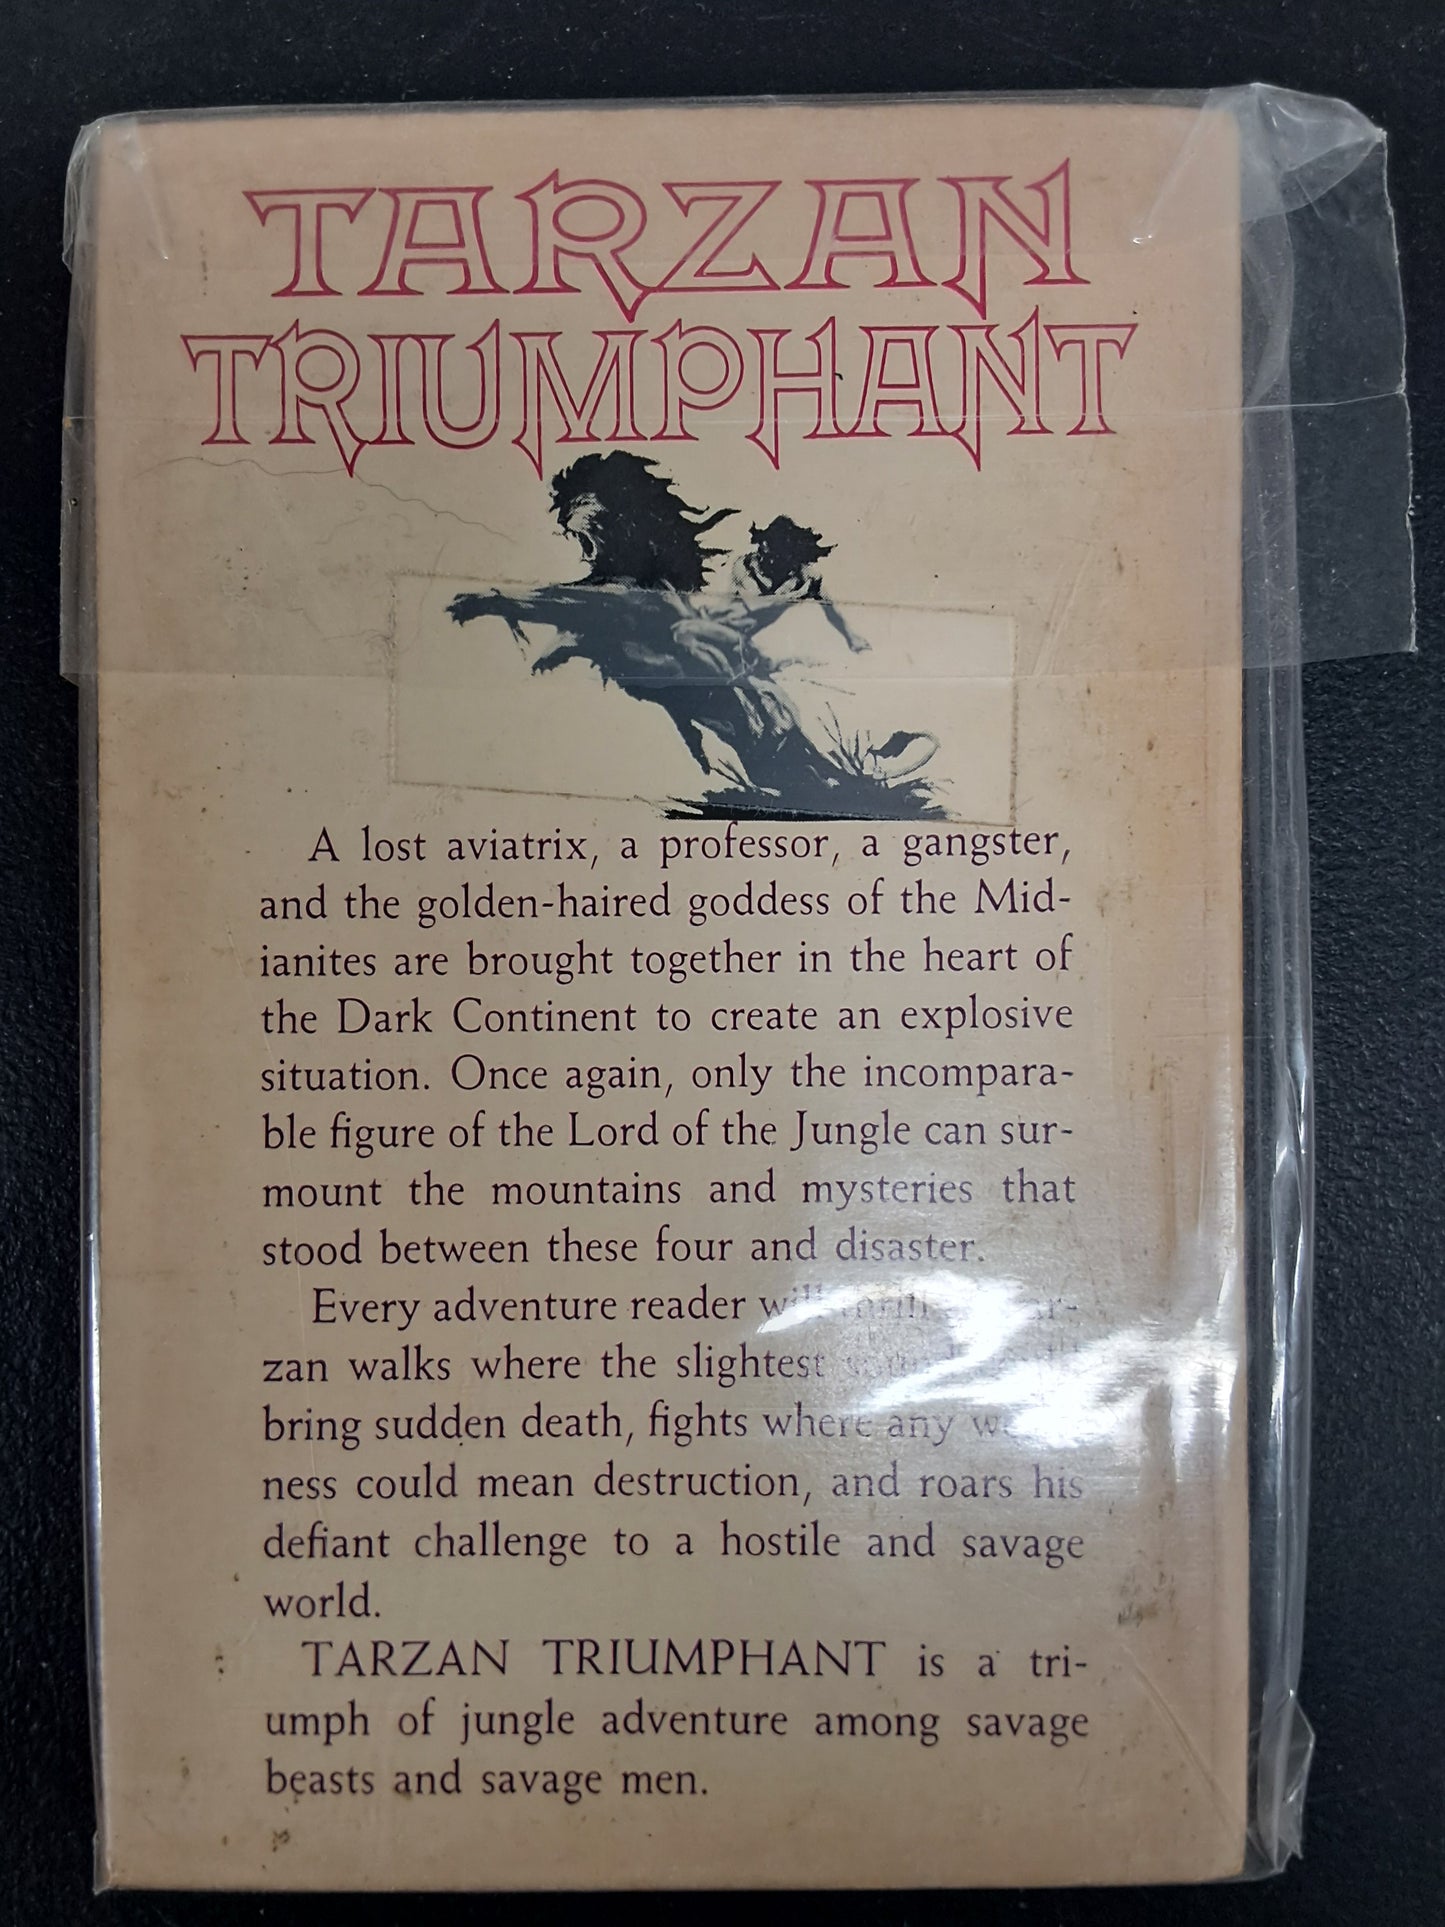 TARZAN
TRIUMPHANT
A lost aviatrix, a professor, a gangster,
and the golden-haired goddess of the Mid-
ianites are brought together in the heart of
the Dark Continent to create an explosive
situation. Once again, only the incompara-
ble figure of the Lord of the Jungle can sur-
mount the mountains and mysteries that
stood between these four and disaster.
Every adventure reader will thrill
zan walks where the slightest
bring sudden death, fights where any
ness could mean destruction, and roars his
defiant challenge to a hostile and savage
world.
TARZAN TRIUMPHANT is a tri-
umph of jungle adventure among savage
beasts and savage men.